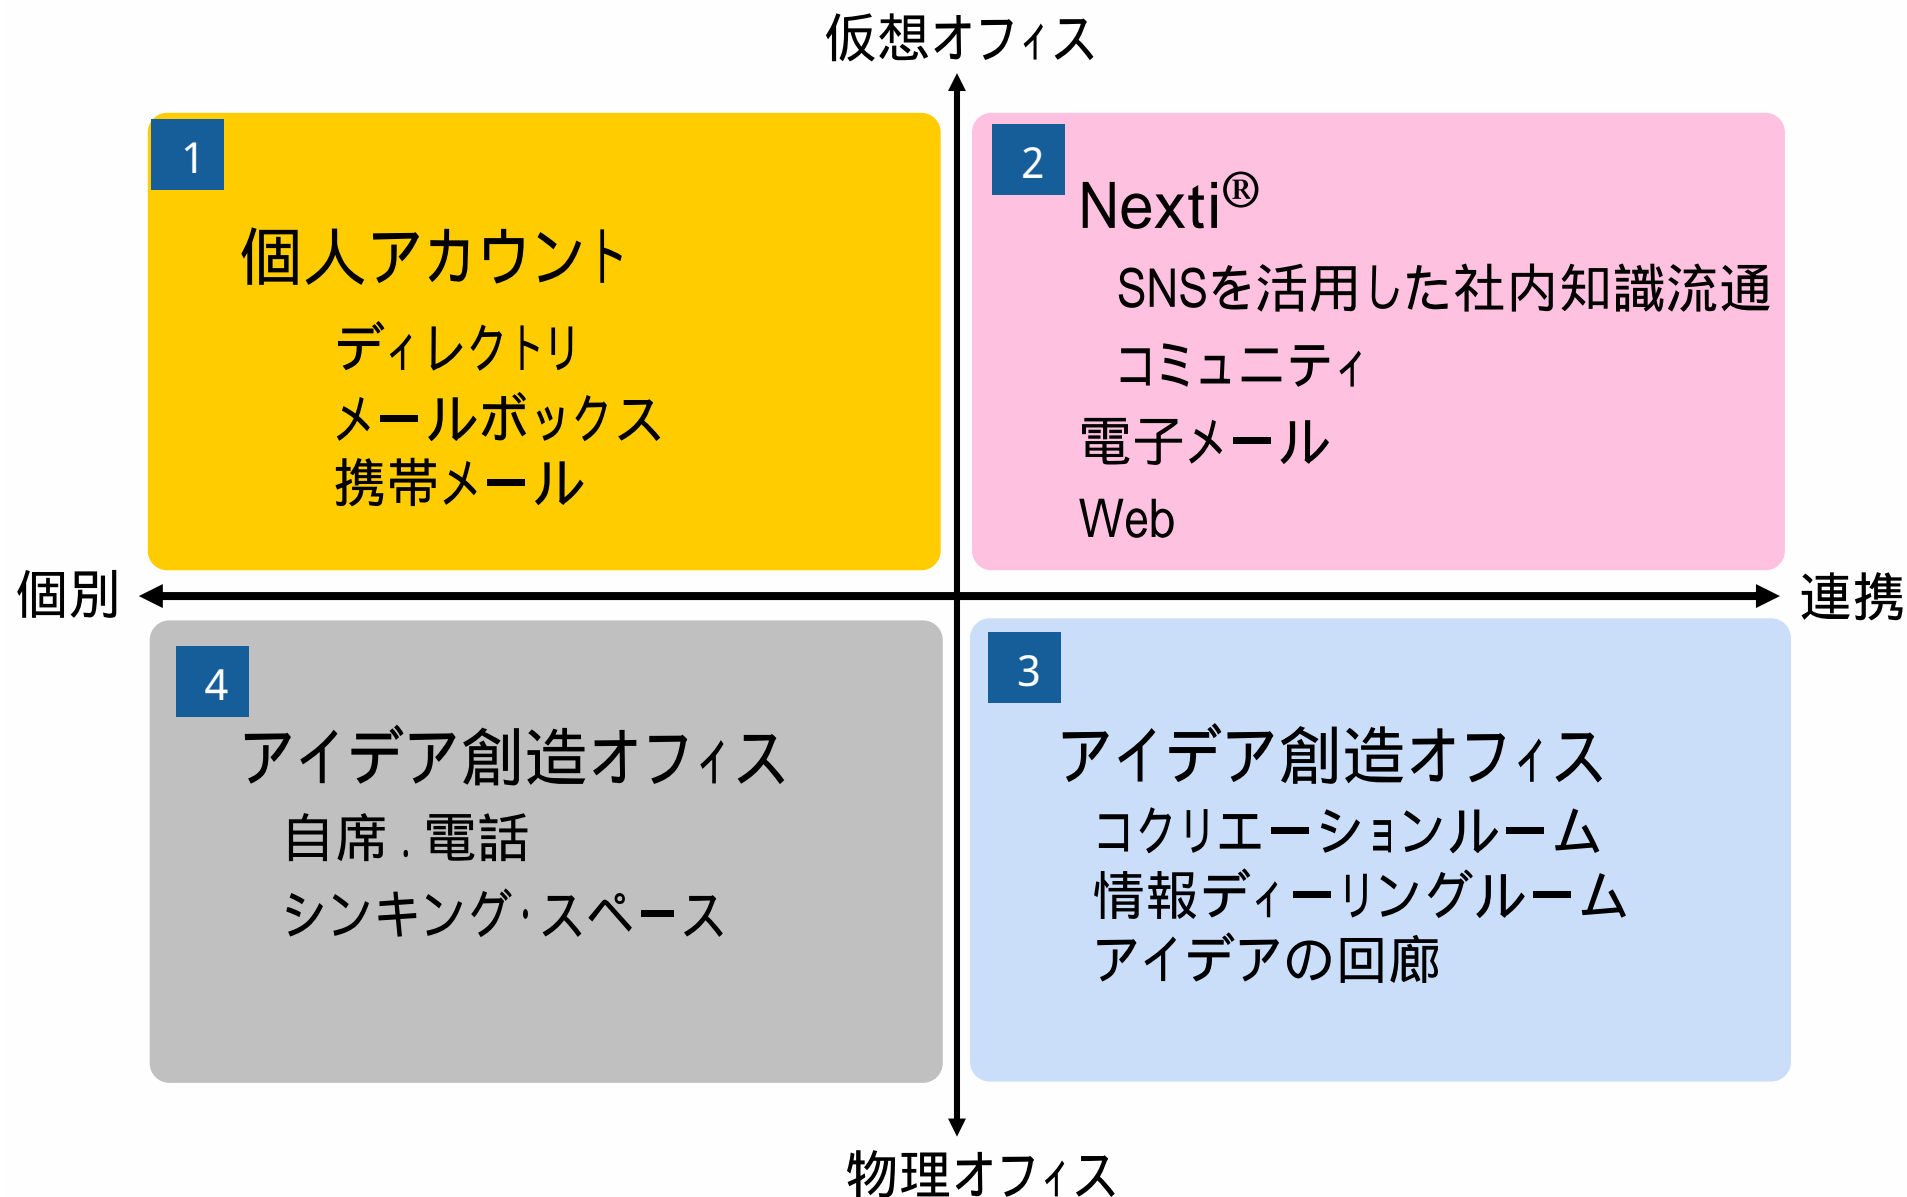 仮想オフィス
1
個人アカウント
ディレクトリ
メールボックス
携帯メール
2
Nexti®
SNSを活用した社内知識流通
コミュニティ
電子メール
Web
個別
連携
4
アイデア創造オフィス
自席．電話
シンキング・スペース
3
アイデア創造オフィス
コクリエーションルーム
情報ディーリングルーム
アイデアの回廊
物理オフィス